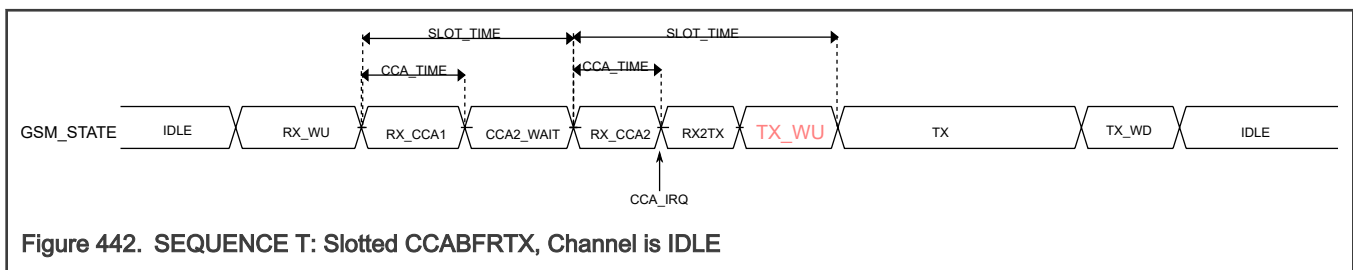 SLOT_TIME SLOT_TIME
CCA_TIME CCA_TIME
GSM_STATE IDLE RX_WU RX_CCA1 CCA2_WAIT RX_CCA2 RX2TX TX_WU TX TX_WD IDLE
CCA_IRQ
Figure 442. SEQUENCE T: Slotted CCABFRTX, Channel is IDLE